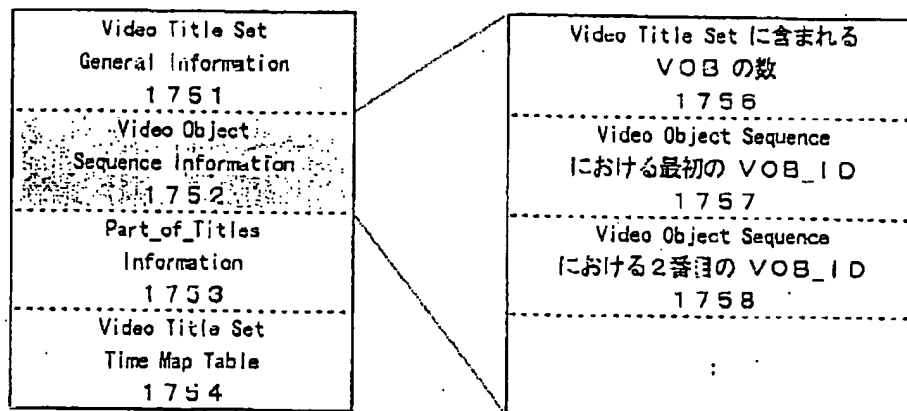 Video Title Set
General Information
1751
Video Object
Sequence Information
1752
Part_of_Titles
Information
1753
Video Title Set
Time Map Table
1754
Video Title Set に含まれる
VOB の数
1756
Video Object Sequence
における最初の VOB_ID
1757
Video Object Sequence
における2番目の VOB_ID
1758
: